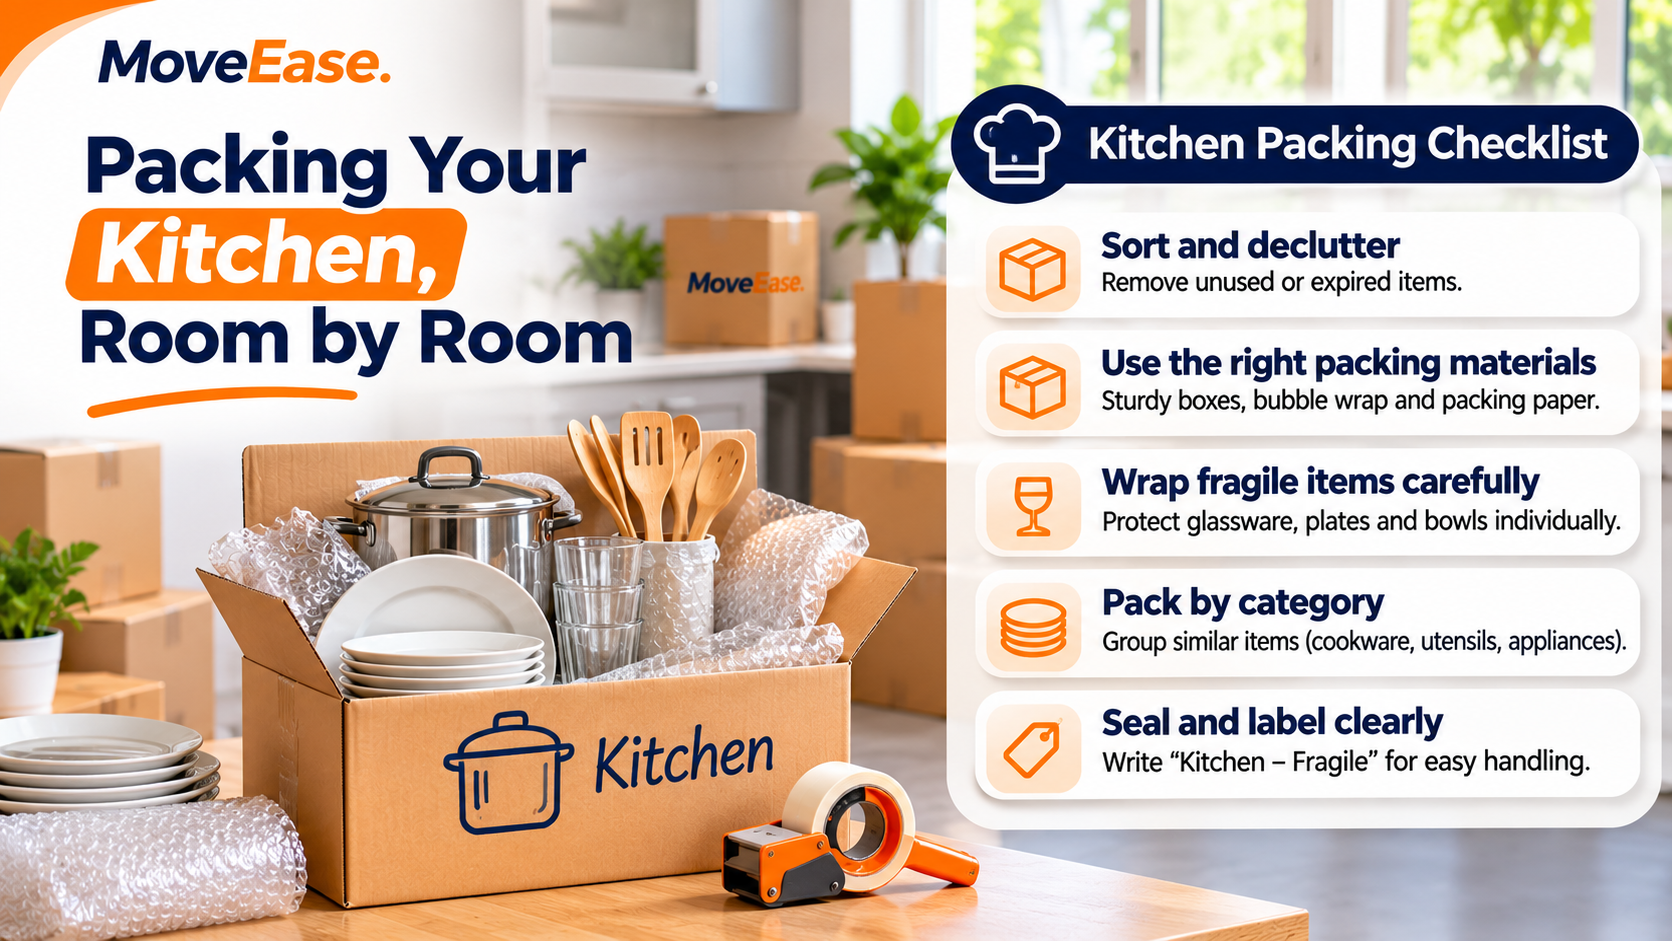 MoveEase.
Packing Your
Kitchen,
Room by Room
MoveEase.
Kitchen
Kitchen Packing Checklist
Sort and declutter
Remove unused or expired items.
Use the right packing materials
Sturdy boxes, bubble wrap and packing paper.
Wrap fragile items carefully
Protect glassware, plates and bowls individually.
Pack by category
Group similar items (cookware, utensils, appliances).
Seal and label clearly
Write “Kitchen – Fragile” for easy handling.